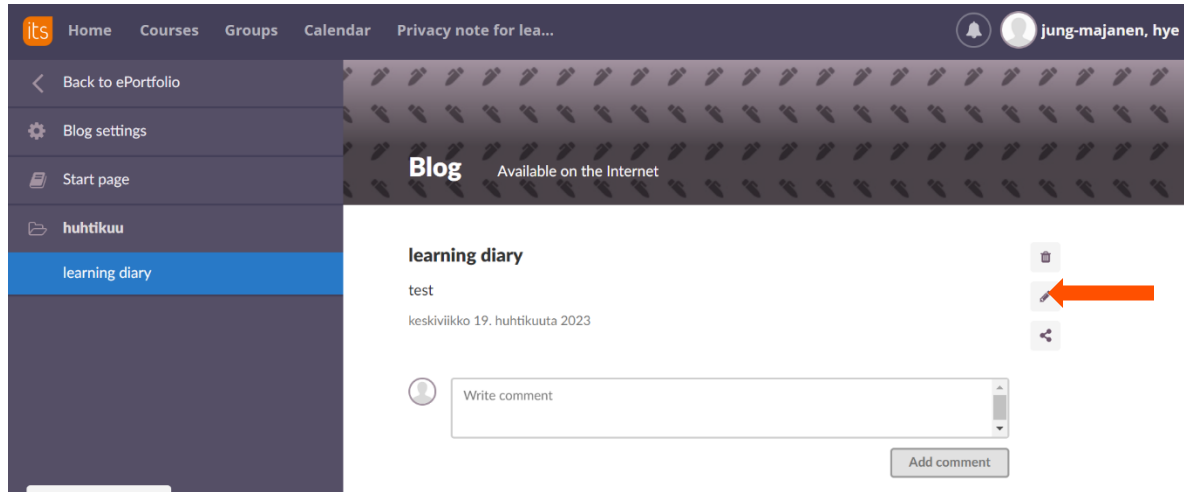 its Home Courses Groups Calendar Privacy note for lea... jung-majanen, hye
Back to ePortfolio
Blog settings
Start page
huhtikuu
learning diary
Blog Available on the Internet
learning diary
test
keskiviikko 19. huhtikuuta 2023
Write comment
Add comment